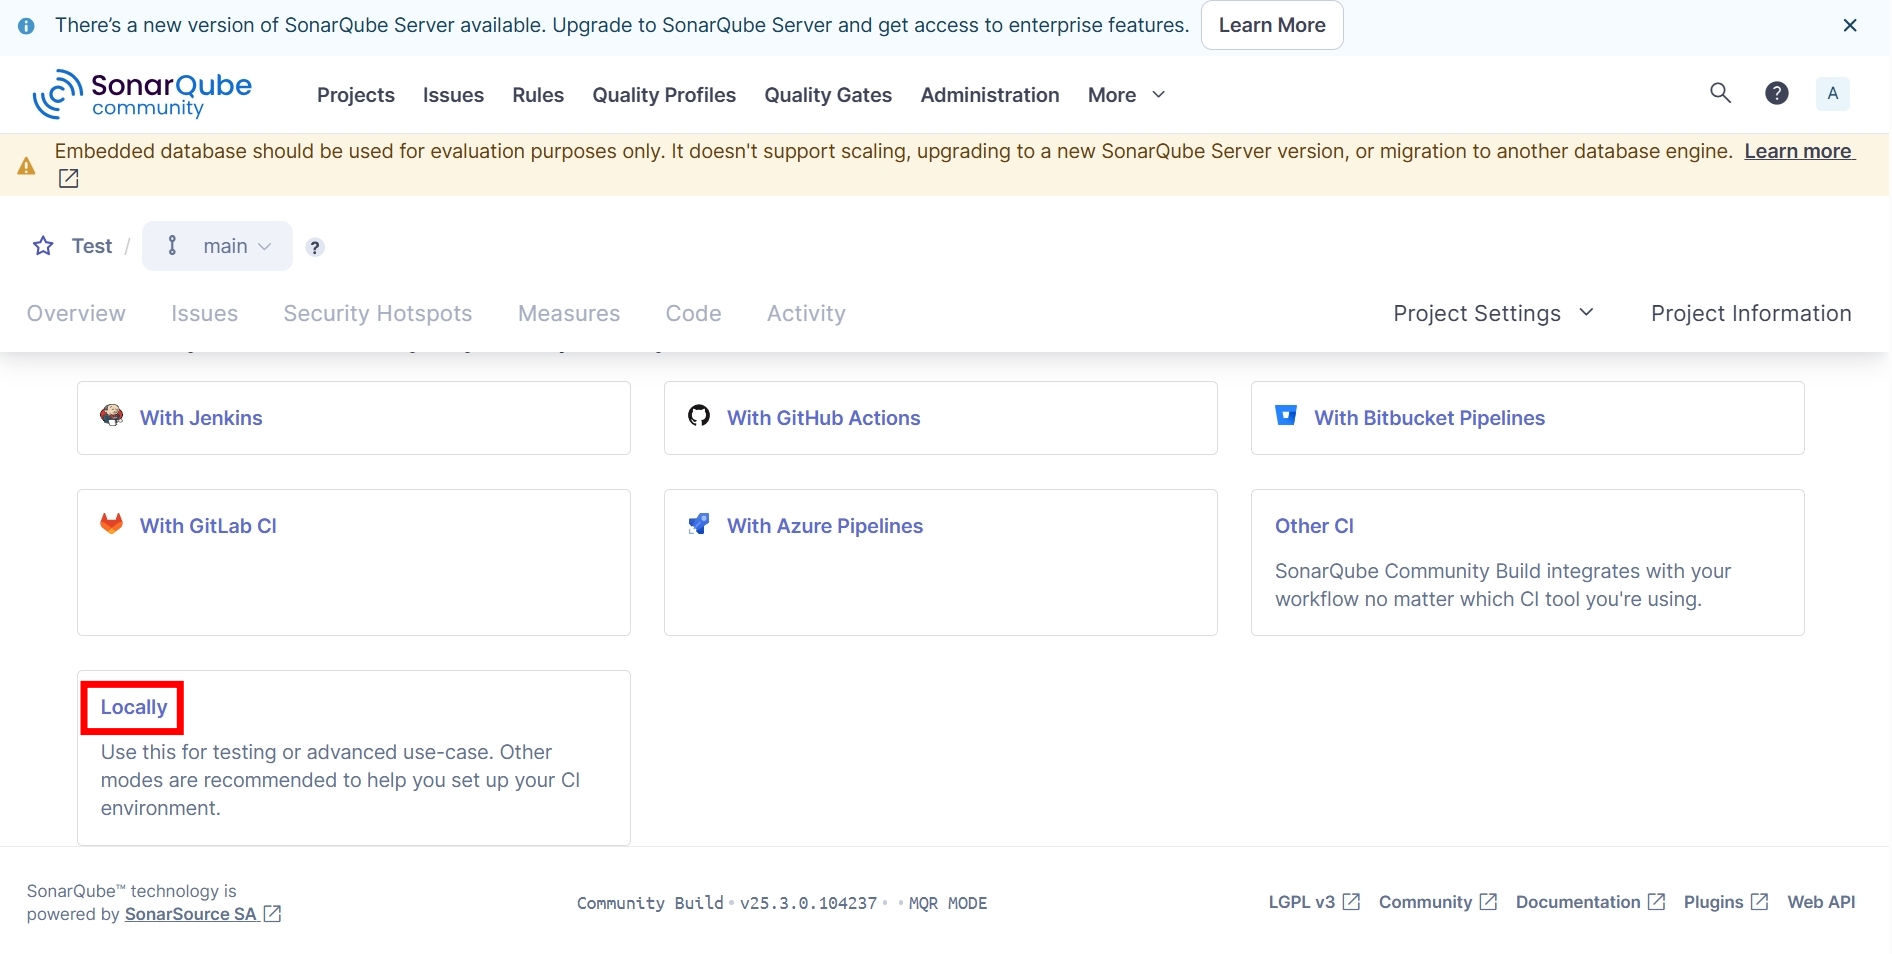 There's a new version of SonarQube Server available. Upgrade to SonarQube Server and get access to enterprise features. Learn More
SonarQube
community
Projects Issues Rules Quality Profiles Quality Gates Administration More
? A
Embedded database should be used for evaluation purposes only. It doesn't support scaling, upgrading to a new SonarQube Server version, or migration to another database engine. Learn more
Test / main ?
Overview Issues Security Hotspots Measures Code Activity Project Settings Project Information
With Jenkins With GitHub Actions With Bitbucket Pipelines
With GitLab CI With Azure Pipelines Other CI
SonarQube Community Build integrates with your
workflow no matter which CI tool you're using.
Locally
Use this for testing or advanced use-case. Other
modes are recommended to help you set up your CI
environment.
SonarQube™ technology is
powered by SonarSource SA
Community Build • v25.3.0.104237 • • MQR MODE
LGPL v3 Community Documentation Plugins Web API